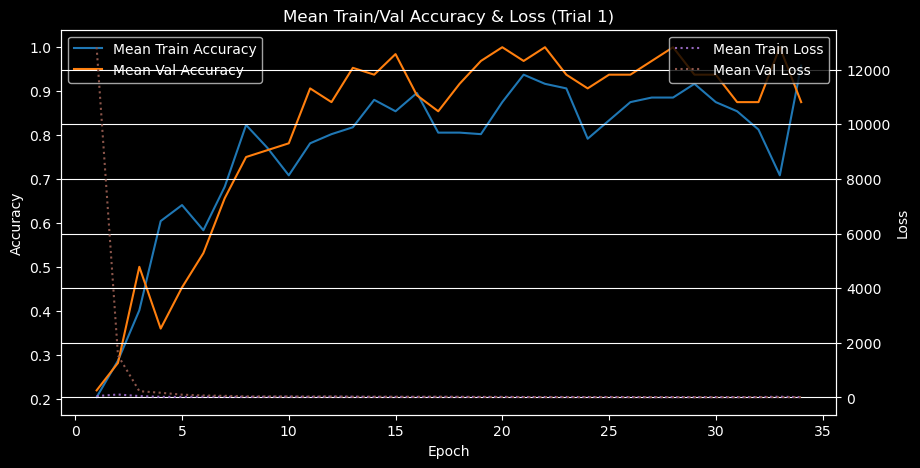 Mean Train/Val Accuracy & Loss (Trial 1)
Mean Train Accuracy
Mean Val Accuracy
Mean Train Loss
Mean Val Loss
1.0
0.9
0.8
0.7
0.6
0.5
0.4
0.3
0.2
Accuracy
12000
10000
8000
6000
4000
2000
0
Loss
0 5 10 15 20 25 30 35
Epoch